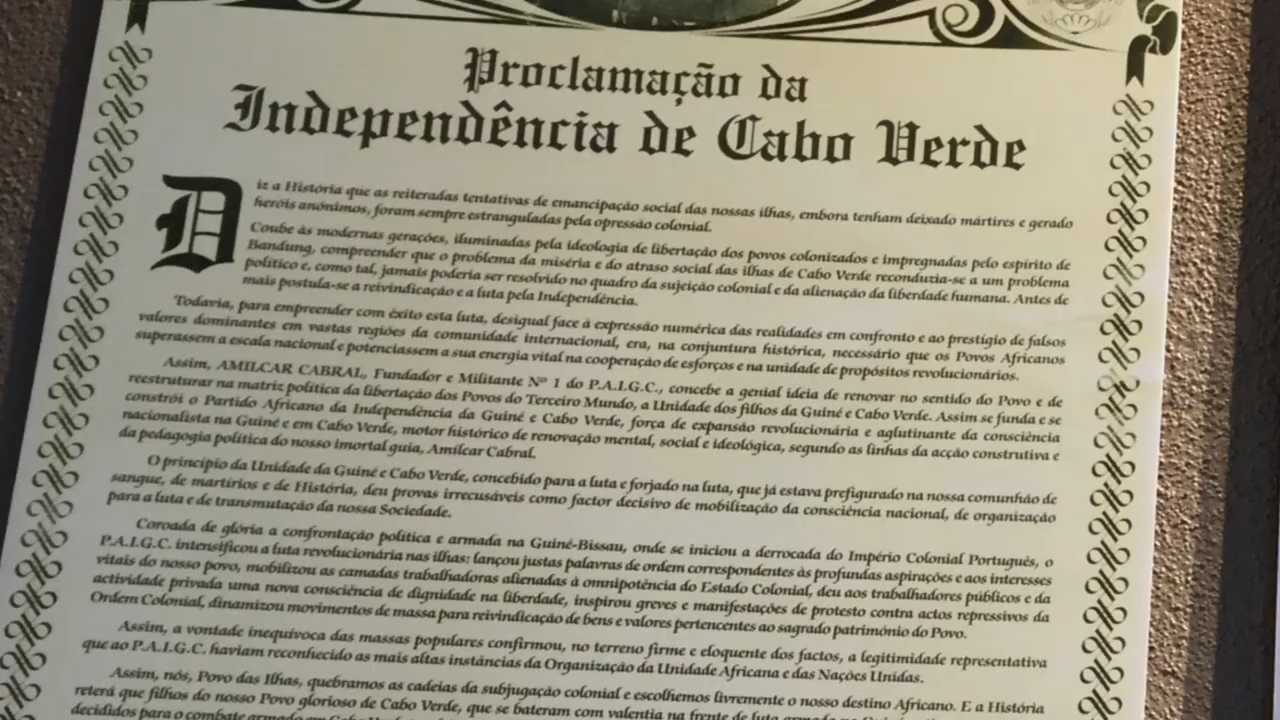 Proclamação da
Independência de Cabo Verde
Diz a História que as reiteradas tentativas de emancipação social das nossas ilhas, embora tenham deixado mártires e gerado
heróis anónimos, foram sempre estranguladas pela opressão colonial.
Coube às modernas gerações, iluminadas pela ideologia de libertação dos povos colonizados e impregnadas pelo espírito de
Bandung, compreender que o problema da miséria e do atraso social das ilhas de Cabo Verde reconduzia-se a um problema
político e, como tal, jamais poderia ser resolvido no quadro da sujeição colonial e da alienação da liberdade humana. Antes de
mais postula-se a reivindicação e a luta pela Independência.
Todavia, para empreender com êxito esta luta, desigual face à expressão numérica das realidades em confronto e ao prestígio de falsos
valores dominantes em vastas regiões da comunidade internacional, era, na conjuntura histórica, necessário que os Povos Africanos
superassem a escala nacional e potenciassem a sua energia vital na cooperação de esforços e na unidade de propósitos revolucionários.
Assim, AMILCAR CABRAL, Fundador e Militante Nº 1 do P.A.I.G.C., concebe a genial ideia de renovar no sentido do Povo e de
reestruturar na matriz política da libertação dos Povos do Terceiro Mundo, a Unidade dos filhos da Guiné e Cabo Verde. Assim se funda e se
constrói o Partido Africano da Independência da Guiné e Cabo Verde, força de expansão revolucionária e aglutinante da consciência
nacionalista na Guiné e em Cabo Verde, motor histórico de renovação mental, social e ideológica, segundo as linhas da acção construtiva e
da pedagogia política do nosso imortal guia, Amílcar Cabral.
O princípio da Unidade da Guiné e Cabo Verde, concebido para a luta e forjado na luta, que já estava prefigurado na nossa comunhão de
sangue, de martírios e de História, deu provas irrecusáveis como factor decisivo de mobilização da consciência nacional, de organização
para a luta e de transmutação da nossa Sociedade.
Coroada de glória a confrontação política e armada na Guiné-Bissau, onde se iniciou a derrocada do Império Colonial Português, o
P.A.I.G.C. intensificou a luta revolucionária nas ilhas: lançou justas palavras de ordem correspondentes às profundas aspirações e aos interesses
vitais do nosso povo, mobilizou as camadas trabalhadoras alienadas à omnipotência do Estado Colonial, deu aos trabalhadores públicos e da
actividade privada uma nova consciência de dignidade na liberdade, inspirou greves e manifestações de protesto contra actos repressivos da
Ordem Colonial, dinamizou movimentos de massa para reivindicação de bens e valores pertencentes ao sagrado património do Povo.
Assim, a vontade inequívoca das massas populares confirmou, no terreno firme e eloquente dos factos, a legitimidade representativa
que ao P.A.I.G.C. haviam reconhecido as mais altas instâncias da Organização da Unidade Africana e das Nações Unidas.
Assim, nós, Povo das Ilhas, quebramos as cadeias da subjugação colonial e escolhemos livremente o nosso destino Africano. E a História
reterá que filhos do nosso Povo glorioso de Cabo Verde, que se bateram com valentia na frente de luta armada
decididos para o combate armado em Cabo Verde